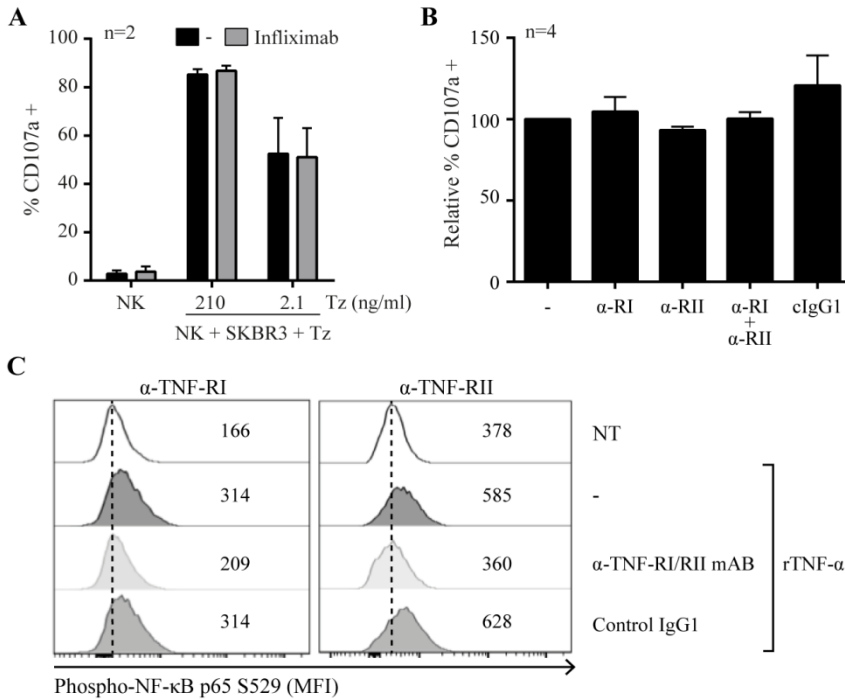 A
n=2
- Infliximab
% CD107a +
100
80
60
40
20
0
NK
210
2.1
Tz (ng/ml)
NK + SKBR3 + Tz
B
n=4
Relative % CD107a +
150
100
50
0
-
α-RI
α-RII
α-RI
+
α-RII
cIgG1
C
α-TNF-RI
α-TNF-RII
166
378
NT
314
585
-
209
360
α-TNF-RI/RII mAB
rTNF-α
314
628
Control IgG1
Phospho-NF-κB p65 S529 (MFI)